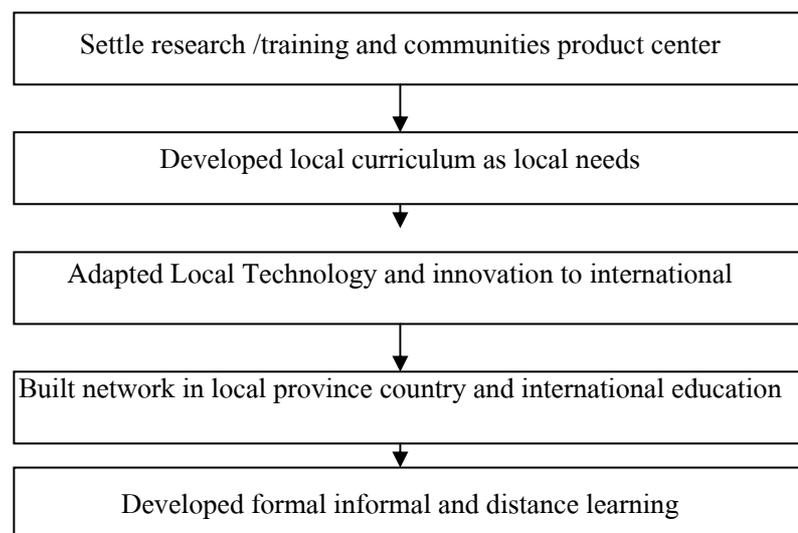 Settle research /training and communities product center
Developed local curriculum as local needs
Adapted Local Technology and innovation to international
Built network in local province country and international education
Developed formal informal and distance learning